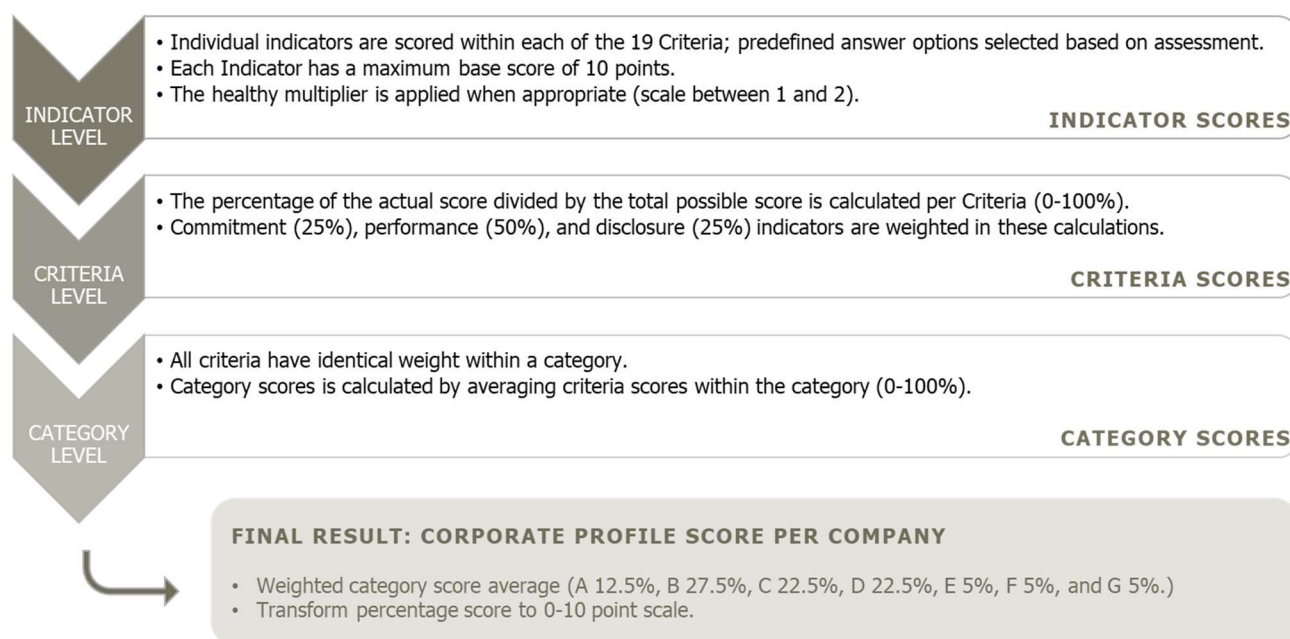 INDICATOR
LEVEL
• Individual indicators are scored within each of the 19 Criteria; predefined answer options selected based on assessment.
• Each Indicator has a maximum base score of 10 points.
• The healthy multiplier is applied when appropriate (scale between 1 and 2).
INDICATOR SCORES
CRITERIA
LEVEL
• The percentage of the actual score divided by the total possible score is calculated per Criteria (0-100%).
• Commitment (25%), performance (50%), and disclosure (25%) indicators are weighted in these calculations.
CRITERIA SCORES
CATEGORY
LEVEL
• All criteria have identical weight within a category.
• Category scores is calculated by averaging criteria scores within the category (0-100%).
CATEGORY SCORES
FINAL RESULT: CORPORATE PROFILE SCORE PER COMPANY
• Weighted category score average (A 12.5%, B 27.5%, C 22.5%, D 22.5%, E 5%, F 5%, and G 5%.)
• Transform percentage score to 0-10 point scale.